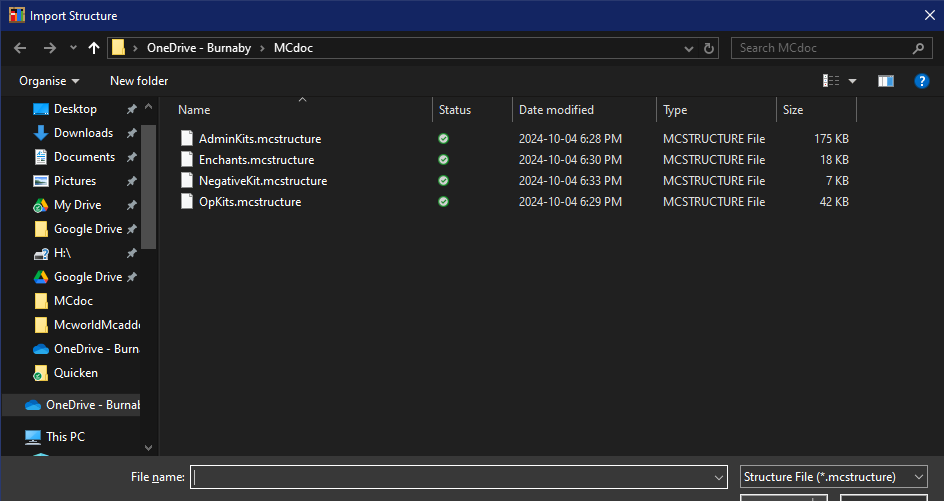 Import Structure
OneDrive - Burnaby > MCdoc
Search MCdoc
Organise New folder
Name Status Date modified Type Size
Desktop
Downloads
Documents
Pictures
My Drive
Google Drive
H:\
Google Drive
MCdoc
McworldMcadd
OneDrive - Burna
Quicken
OneDrive - Burnab
This PC
AdminKits.mcstructure 2024-10-04 6:28 PM MCSTRUCTURE File 175 KB
Enchants.mcstructure 2024-10-04 6:30 PM MCSTRUCTURE File 18 KB
NegativeKit.mcstructure 2024-10-04 6:33 PM MCSTRUCTURE File 7 KB
OpKits.mcstructure 2024-10-04 6:29 PM MCSTRUCTURE File 42 KB
File name:
Structure File (*.mcstructure)